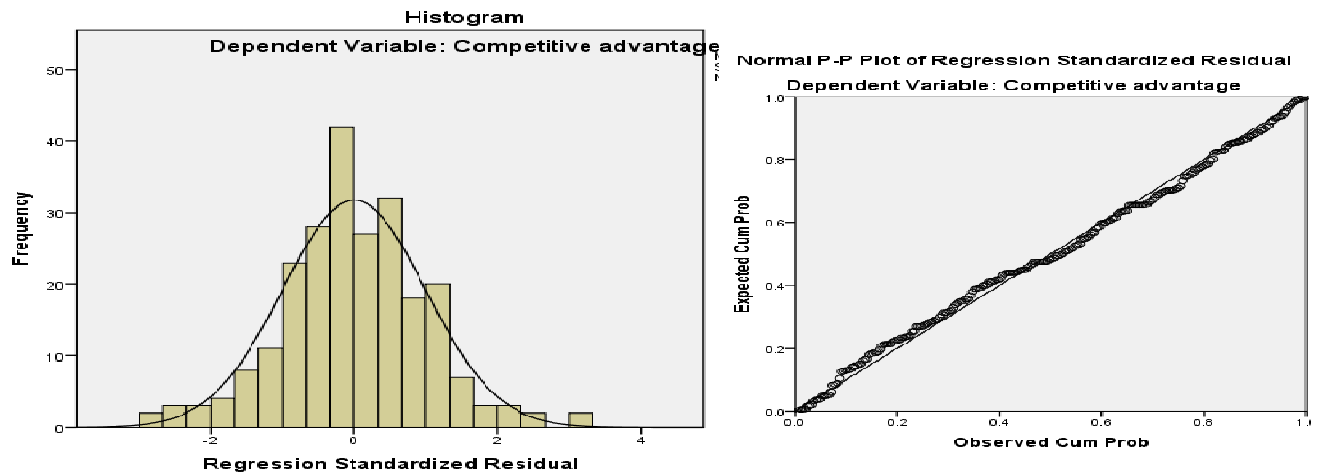 Histogram
Dependent Variable: Competitive advantage
50
40
30
20
10
0
Frequency
-2
0
2
4
Regression Standardized Residual
Normal P-P Plot of Regression Standardized Residual
Dependent Variable: Competitive advantage
1.0
0.8
0.6
0.4
0.2
0.0
Expected Cum Prob
0.0
0.2
0.4
0.6
0.8
Observed Cum Prob